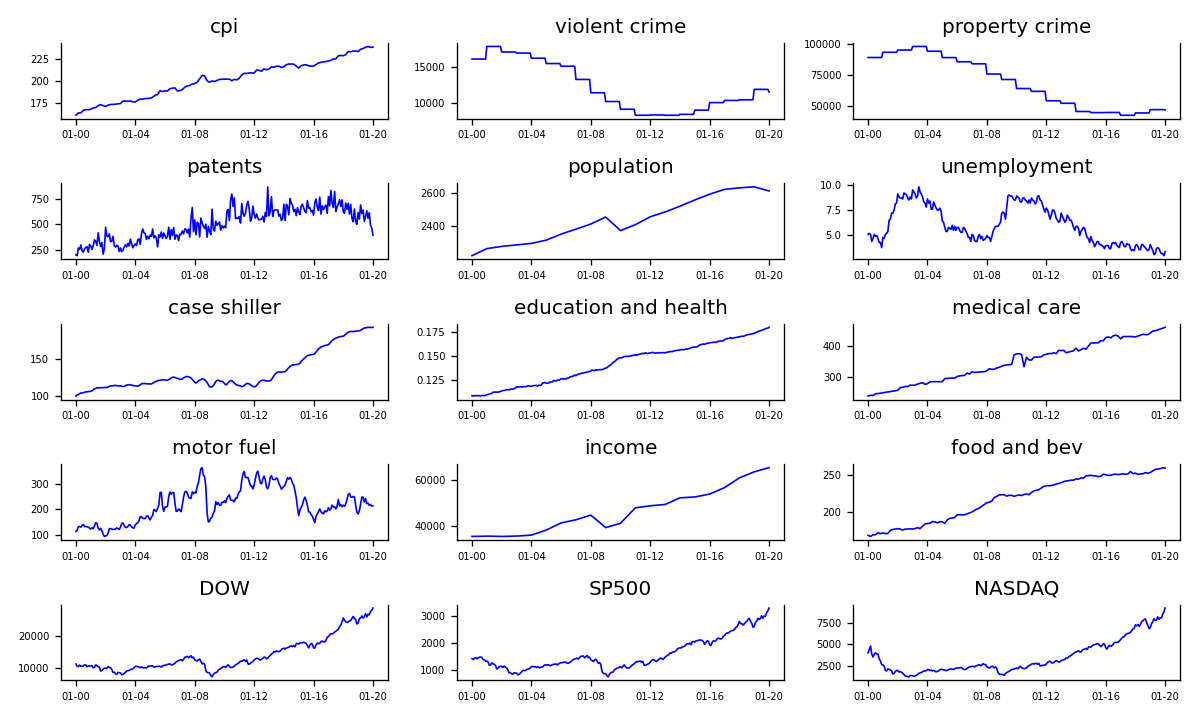 cpi violent crime property crime
225 200 175
15000 10000
100000 75000 50000
01-00 01-04 01-08 01-12 01-16 01-20 01-00 01-04 01-08 01-12 01-16 01-20 01-00 01-04 01-08 01-12 01-16 01-20
patents population unemployment
750 500 250
2600 2400
10.0 7.5 5.0
01-00 01-04 01-08 01-12 01-16 01-20 01-00 01-04 01-08 01-12 01-16 01-20 01-00 01-04 01-08 01-12 01-16 01-20
case shiller education and health medical care
150 100
0.175 0.150 0.125
400 300
01-00 01-04 01-08 01-12 01-16 01-20 01-00 01-04 01-08 01-12 01-16 01-20 01-00 01-04 01-08 01-12 01-16 01-20
motor fuel income food and bev
300 200 100
60000 40000
250 200
01-00 01-04 01-08 01-12 01-16 01-20 01-00 01-04 01-08 01-12 01-16 01-20 01-00 01-04 01-08 01-12 01-16 01-20
DOW SP500 NASDAQ
20000 10000
3000 2000 1000
7500 5000 2500
01-00 01-04 01-08 01-12 01-16 01-20 01-00 01-04 01-08 01-12 01-16 01-20 01-00 01-04 01-08 01-12 01-16 01-20